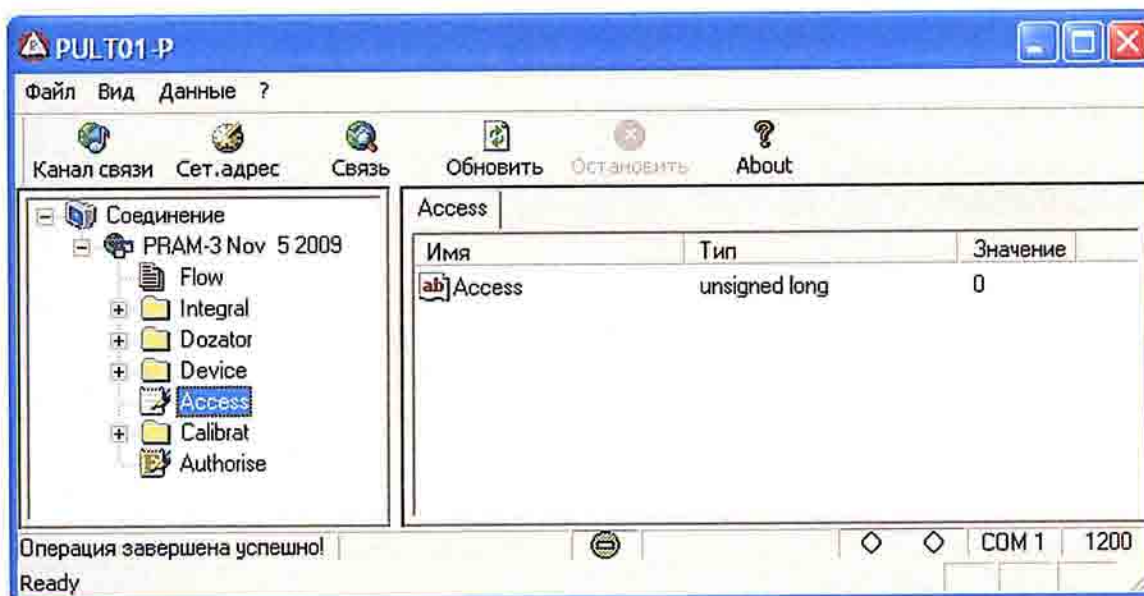 PULT01-P
Файл Вид Данные ?
Канал связи Сет.адрес Связь Обновить Остановить About
Соединение
PRAM-3 Nov 5 2009
Flow
Integral
Dozator
Device
Access
Calibrat
Authorise
Access
Имя Тип Значение
Access unsigned long 0
Операция завершена успешно! COM 1 1200
Ready